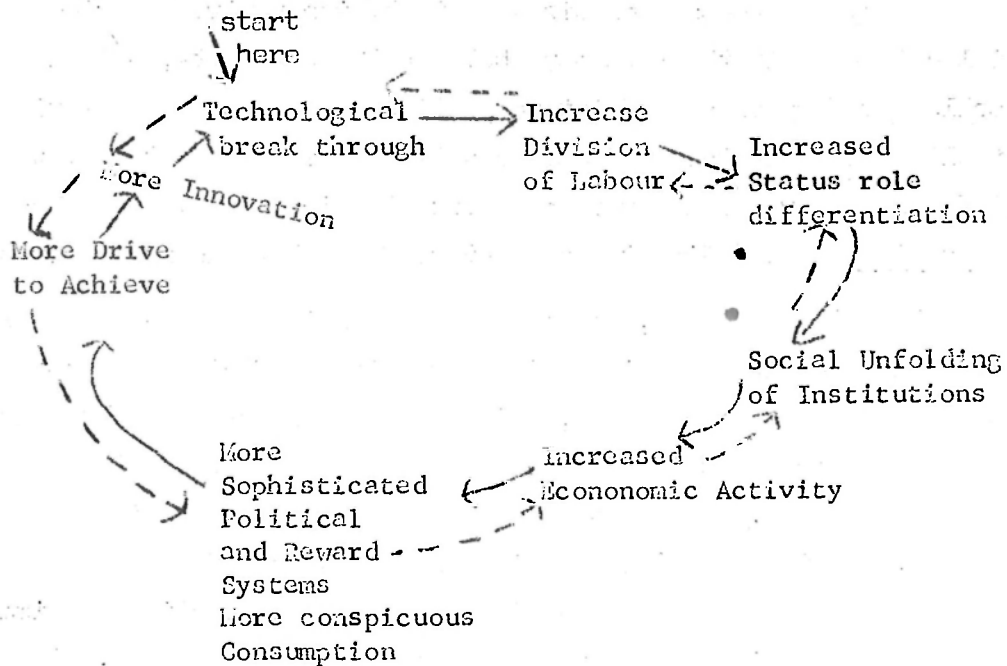 start
here
Technological
break through
Increase
Division
of Labour
Increased
Status role
differentiation
More Innovation
More Drive
to Achieve
Social Unfolding
of Institutions
Increased
Econonomic Activity
More
Sophisticated
Political
and Reward
Systems
More conspicuous
Consumption